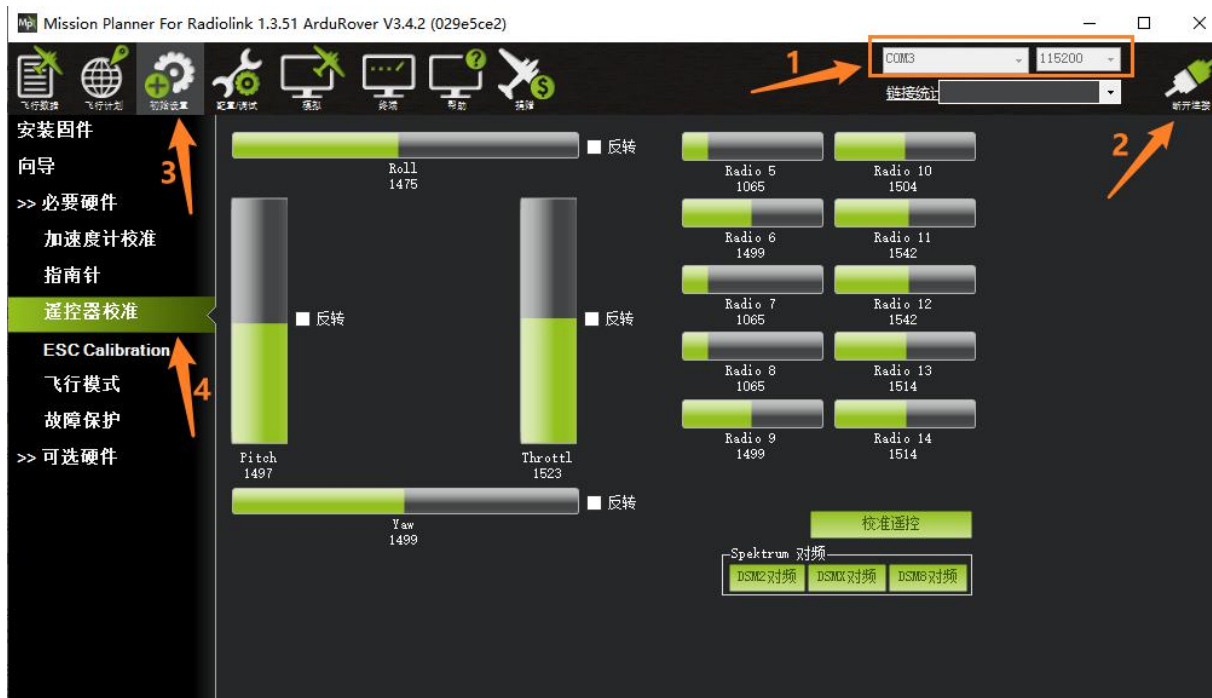 Mission Planner For Radiolink 1.3.51 ArduRover V3.4.2 (029e5ce2)
飞行数据 飞行计划 初始设置 配置/调试 模拟 终端 帮助 捐赠
1
COM3 115200
链接统计
断开连接
2
3
安装固件
向导
>> 必要硬件
加速度计校准
指南针
遥控器校准
ESC Calibration
4
飞行模式
故障保护
>> 可选硬件
反转
Roll
1475
反转
Pitch
1497
反转
Throttl
1523
反转
Yaw
1499
Radio 5 Radio 10
1065 1504
Radio 6 Radio 11
1499 1542
Radio 7 Radio 12
1065 1542
Radio 8 Radio 13
1065 1514
Radio 9 Radio 14
1499 1514
校准遥控
Spektrum 对频
DSM2对频 DSMX对频 DSM8对频